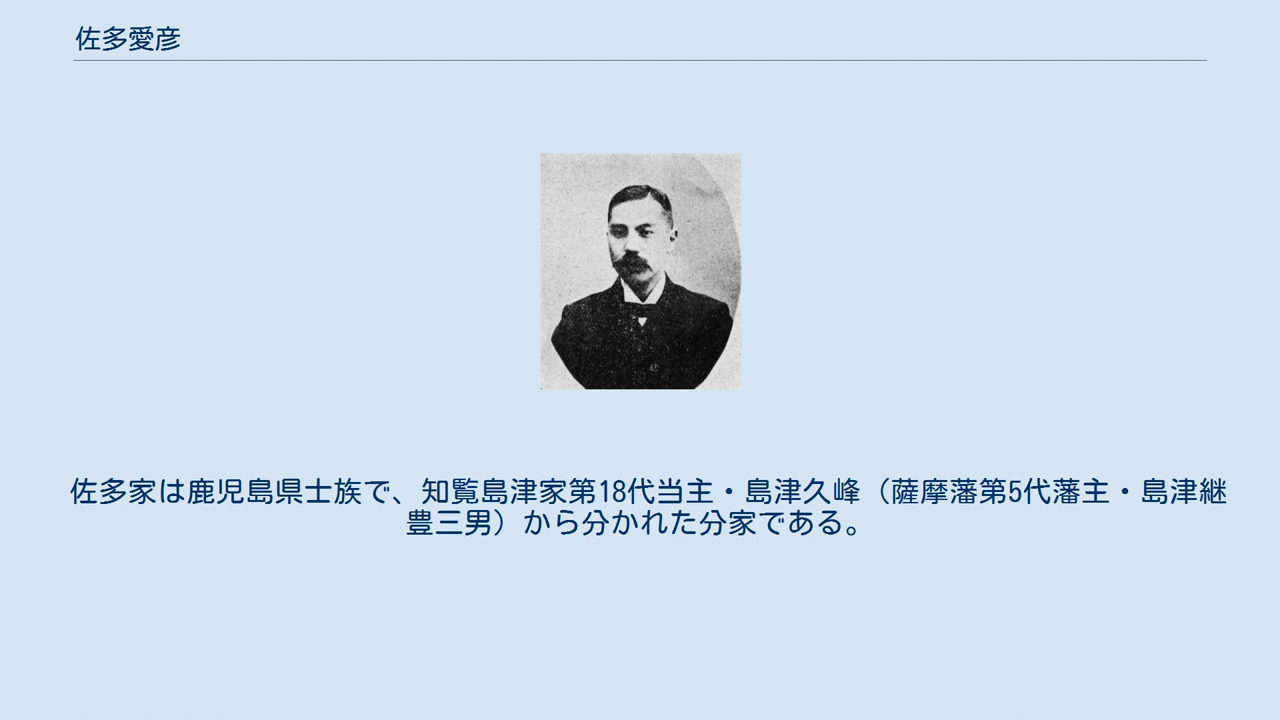 佐多愛彦
佐多家は鹿児島県士族で、知覧島津家第18代当主・島津久峰（薩摩藩第5代藩主・島津継
豊三男）から分かれた分家である。